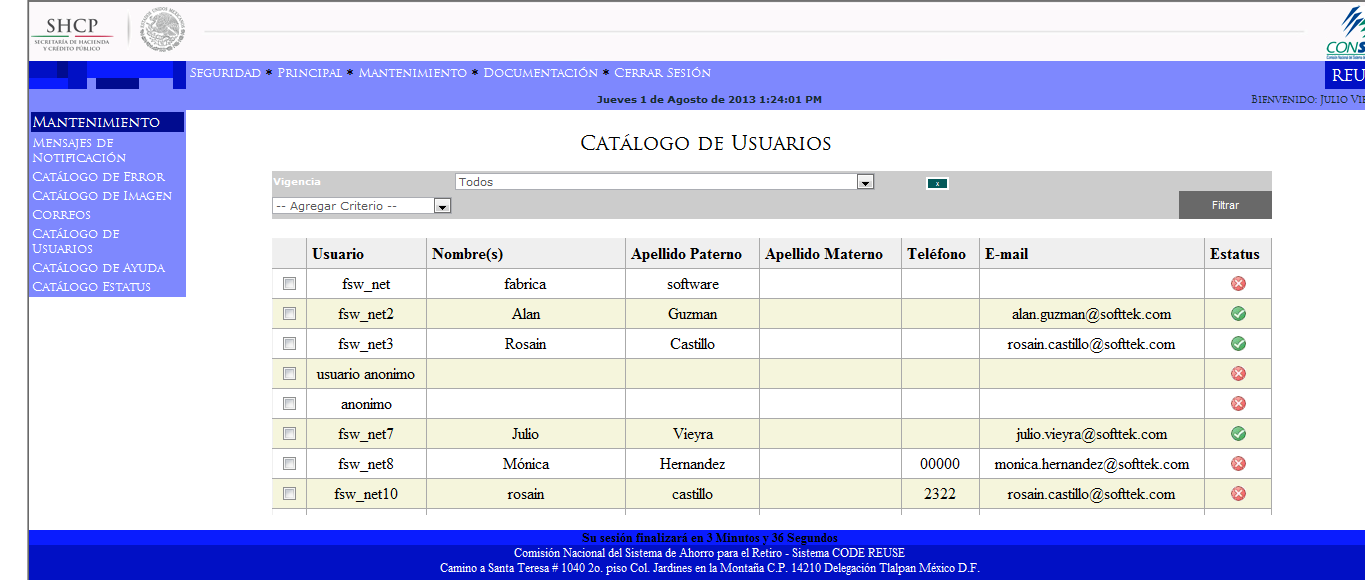 SHCP
SECRETARÍA DE HACIENDA
Y CRÉDITO PÚBLICO
ESTADOS UNIDOS MEXICANOS
CONS
SEGURIDAD * PRINCIPAL * MANTENIMIENTO * DOCUMENTACIÓN * CERRAR SESIÓN
REU
Jueves 1 de Agosto de 2013 1:24:01 PM
BIENVENIDO: JULIO VIE
MANTENIMIENTO
MENSAJES DE
NOTIFICACIÓN
CATÁLOGO DE ERROR
CATÁLOGO DE IMAGEN
CORREOS
CATÁLOGO DE
USUARIOS
CATÁLOGO DE AYUDA
CATÁLOGO ESTATUS
CATÁLOGO DE USUARIOS
Vigencia Todos x
-- Agregar Criterio -- Filtrar
Usuario Nombre(s) Apellido Paterno Apellido Materno Teléfono E-mail Estatus
fsw_net fabrica software
fsw_net2 Alan Guzman alan.guzman@softtek.com
fsw_net3 Rosain Castillo rosain.castillo@softtek.com
usuario anonimo
anonimo
fsw_net7 Julio Vieyra julio.vieyra@softtek.com
fsw_net8 Mónica Hernandez 00000 monica.hernandez@softtek.com
fsw_net10 rosain castillo 2322 rosain.castillo@softtek.com
Su sesión finalizará en 3 Minutos y 36 Segundos
Comisión Nacional del Sistema de Ahorro para el Retiro - Sistema CODE REUSE
Camino a Santa Teresa # 1040 2o. piso Col. Jardines en la Montaña C.P. 14210 Delegación Tlalpan México D.F.